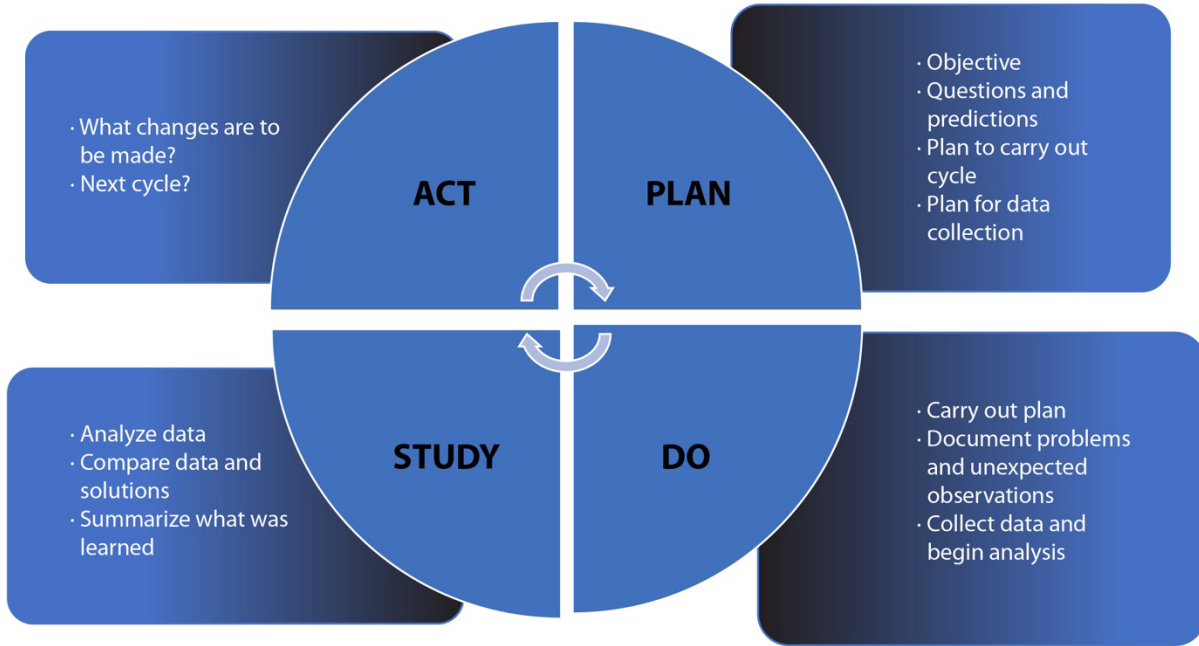 · What changes are to
be made?
· Next cycle?
ACT
PLAN
· Objective
· Questions and
predictions
· Plan to carry out
cycle
· Plan for data
collection
· Analyze data
· Compare data and
solutions
· Summarize what was
learned
STUDY
DO
· Carry out plan
· Document problems
and unexpected
observations
· Collect data and
begin analysis